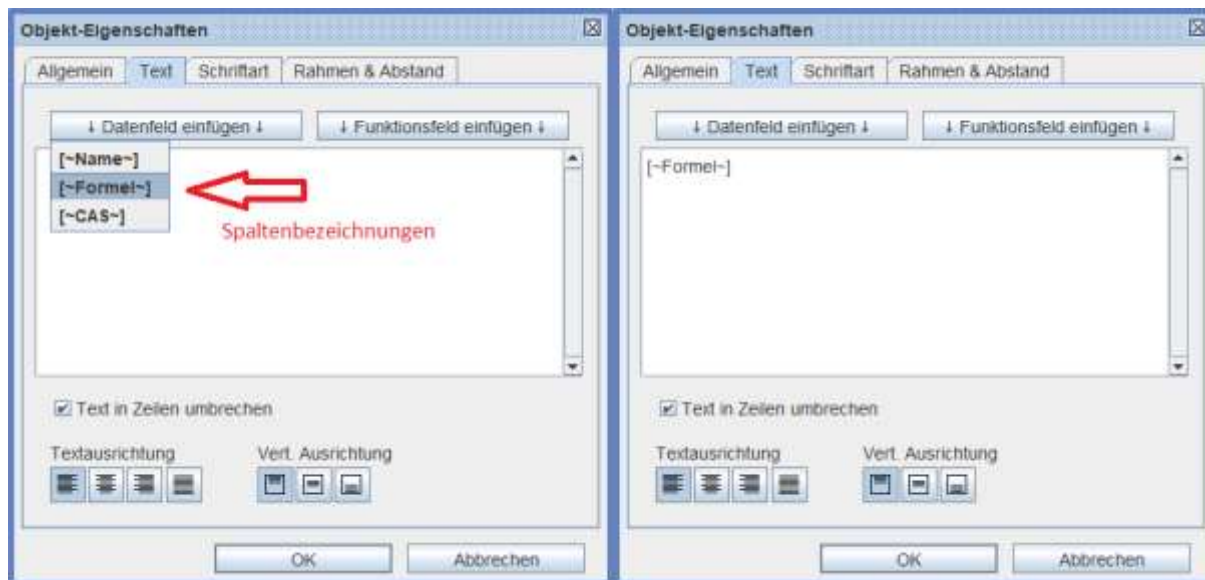 Objekt-Eigenschaften
Allgemein Text Schriftart Rahmen & Abstand
↓ Datenfeld einfügen ↓ ↓ Funktionsfeld einfügen ↓
[~Name~]
[~Formel~]
[~CAS~]
Spaltenbezeichnungen
Text in Zeilen umbrechen
Textausrichtung Vert. Ausrichtung
OK Abbrechen
Objekt-Eigenschaften
Allgemein Text Schriftart Rahmen & Abstand
↓ Datenfeld einfügen ↓ ↓ Funktionsfeld einfügen ↓
[~Formel~]
Text in Zeilen umbrechen
Textausrichtung Vert. Ausrichtung
OK Abbrechen